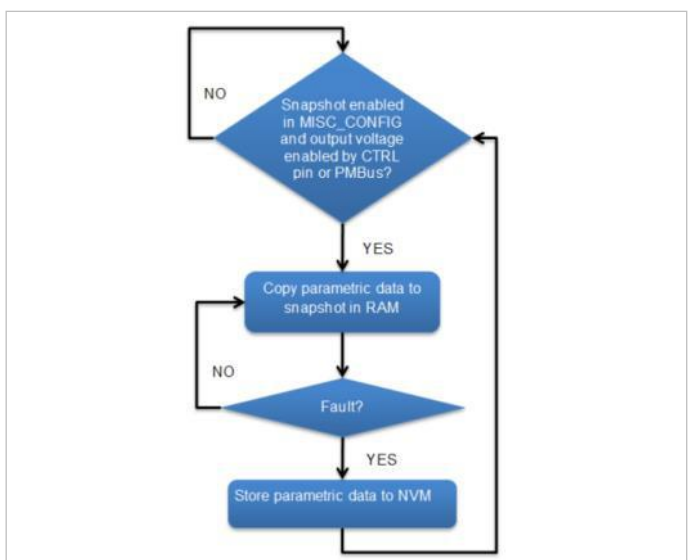 NO
Snapshot enabled
in MISC_CONFIG
and output voltage
enabled by CTRL
pin or PMBus?
YES
Copy parametric data to
snapshot in RAM
NO
Fault?
YES
Store parametric data to NVM